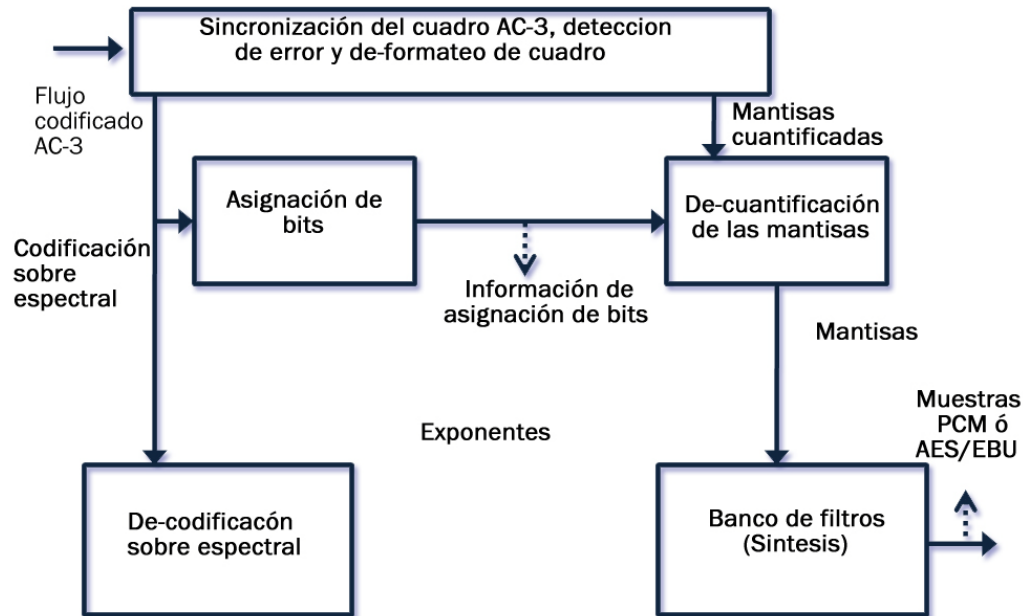 Sincronización del cuadro AC-3, deteccion
de error y de-formateo de cuadro
Flujo
codificado
AC-3
Mantisas
cuantificadas
Asignación de
bits
De-cuantificación
de las mantisas
Codificación
sobre
espectral
Información de
asignación de bits
Mantisas
Exponentes
Muestras
PCM ó
AES/EBU
De-codificacón
sobre espectral
Banco de filtros
(Sintesis)